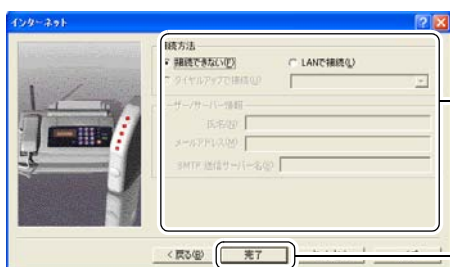 インターネット
接続方法
接続できない(F)
LANで接続(L)
ダイヤルアップで接続(U)
ユーザー/サーバー情報
氏名(N)
メールアドレス(M)
SMTP 送信サーバー名(Q)
< 戻る(B)
完了